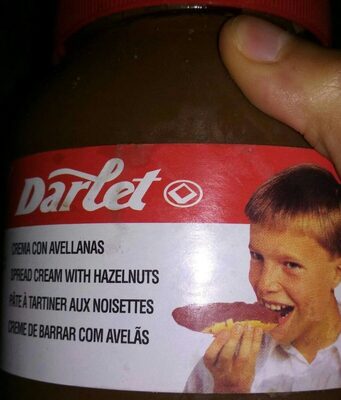 Darlet
CREMA CON AVELLANAS
SPREAD CREAM WITH HAZELNUTS
PÂTE À TARTINER AUX NOISETTES
CREME DE BARRAR COM AVELÃS